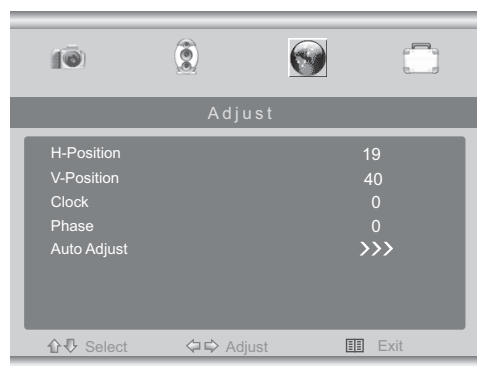 Adjust
H-Position 19
V-Position 40
Clock 0
Phase 0
Auto Adjust >>>
Select Adjust Exit